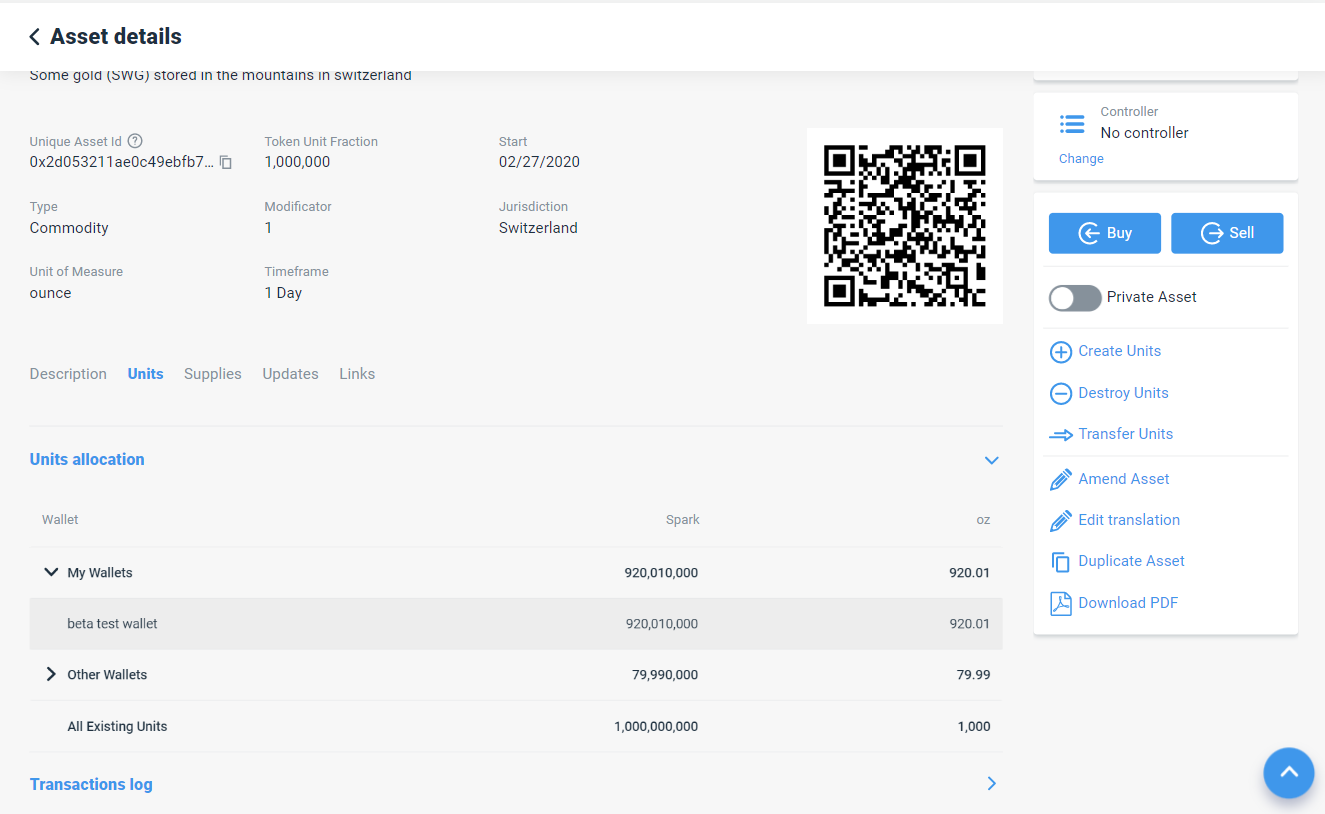 Asset details
Some gold (SWG) stored in the mountains in switzerland
Unique Asset Id ?
0x2d053211ae0c49ebfb7...
Token Unit Fraction
1,000,000
Start
02/27/2020
Type
Commodity
Modificator
1
Jurisdiction
Switzerland
Unit of Measure
ounce
Timeframe
1 Day
Controller
No controller
Change
Buy
Sell
Private Asset
Create Units
Destroy Units
Transfer Units
Amend Asset
Edit translation
Duplicate Asset
Download PDF
Description Units Supplies Updates Links
Units allocation
Wallet Spark oz
My Wallets 920,010,000 920.01
beta test wallet 920,010,000 920.01
Other Wallets 79,990,000 79.99
All Existing Units 1,000,000,000 1,000
Transactions log